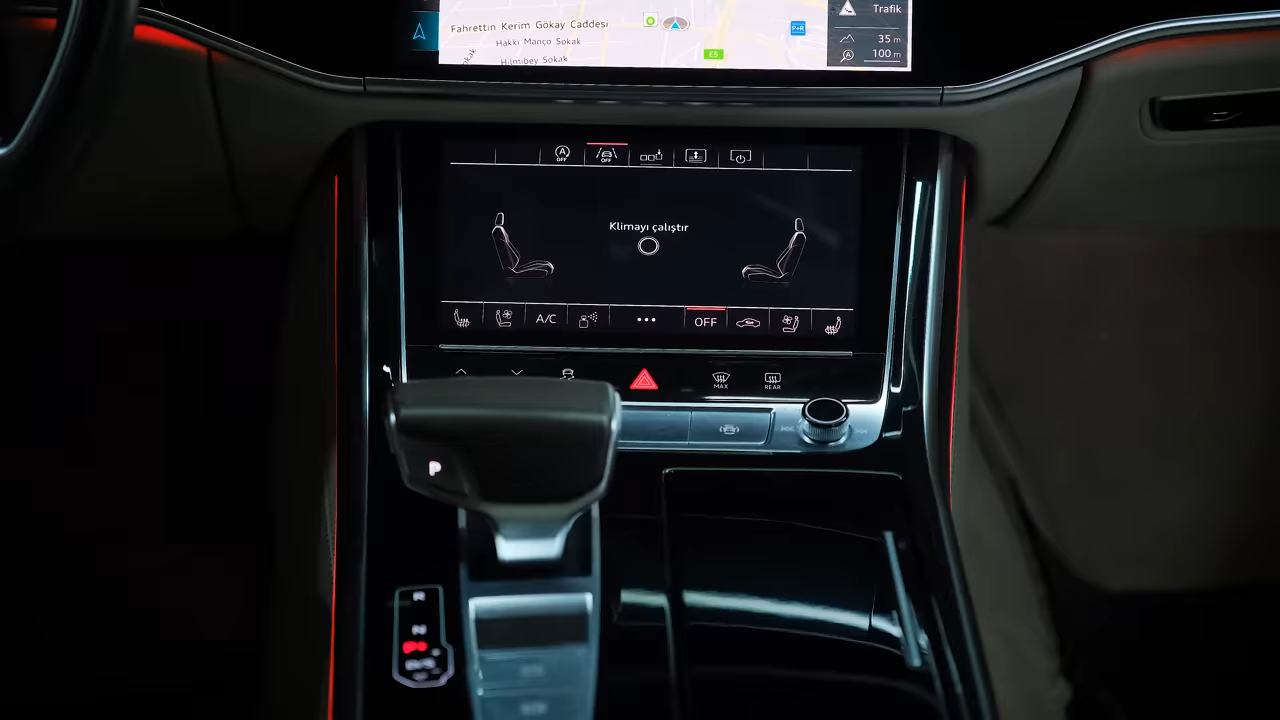 Trafik
Fahrettin Kerim Gökay Caddesi
P+R
Hakkı Manço Sokak
35 m
E5
100 m
Hilmibey Sokak
A
OFF
OFF
Klimayı çalıştır
A/C
OFF
MAX
REAR
P
R
N